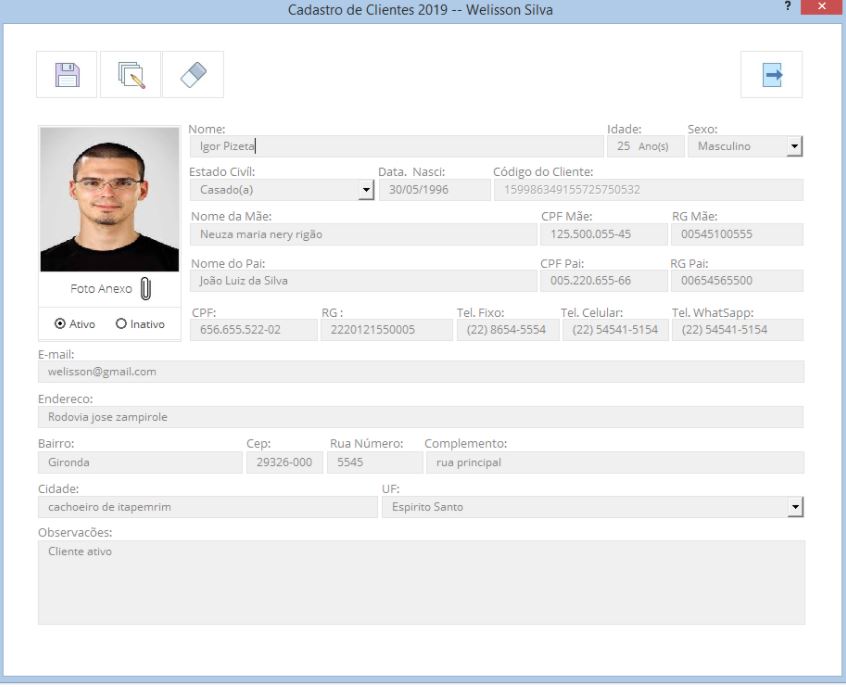 Cadastro de Clientes 2019 -- Welisson Silva
?
Nome: Idade: Sexo:
Igor Pizeta 25 Ano(s) Masculino
Estado Civíl: Data. Nasci: Código do Cliente:
Casado(a) 30/05/1996 159986349155725750532
Nome da Mãe: CPF Mãe: RG Mãe:
Neuza maria nery rigão 125.500.055-45 00545100555
Nome do Pai: CPF Pai: RG Pai:
João Luiz da Silva 005.220.655-66 00654565500
Foto Anexo
Ativo Inativo
CPF: RG : Tel. Fixo: Tel. Celular: Tel. WhatSapp:
656.655.522-02 2220121550005 (22) 8654-5554 (22) 54541-5154 (22) 54541-5154
E-mail:
welisson@gmail.com
Endereco:
Rodovia jose zampirole
Bairro: Cep: Rua Número: Complemento:
Gironda 29326-000 5545 rua principal
Cidade: UF:
cachoeiro de itapemrim Espirito Santo
Observacões:
Cliente ativo